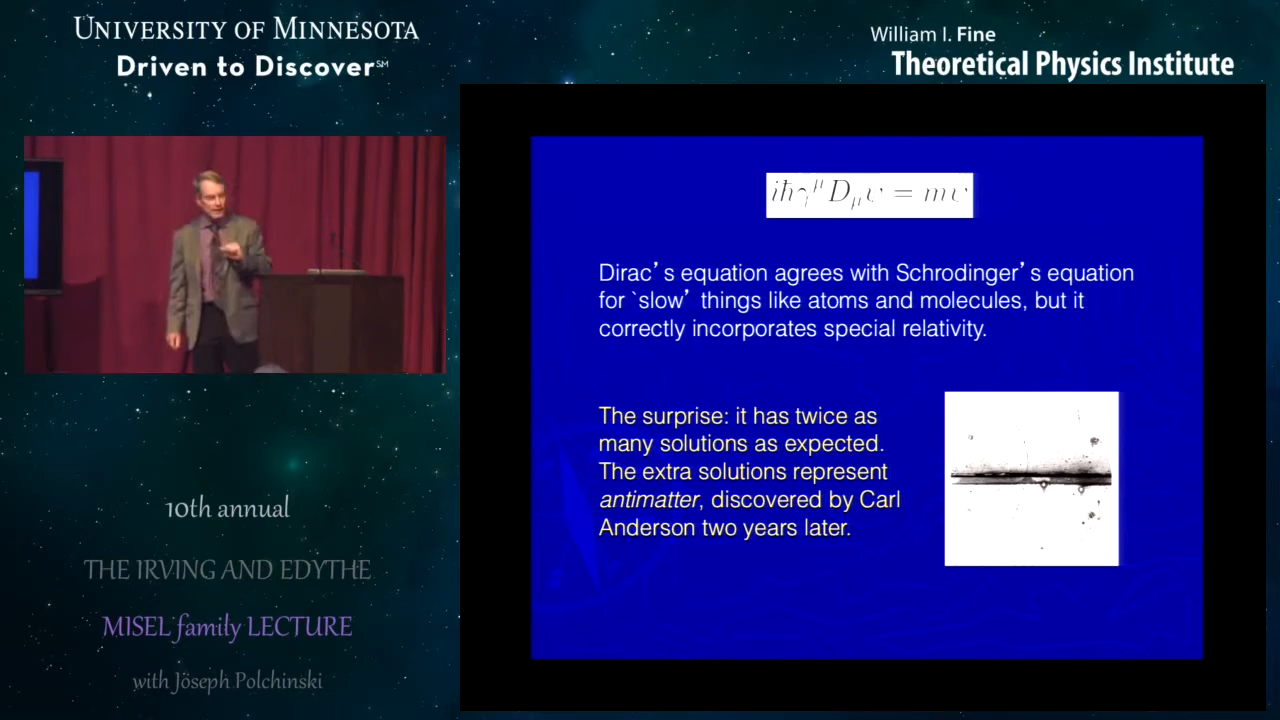 UNIVERSITY OF MINNESOTA
Driven to Discover℠
William I. Fine
Theoretical Physics Institute
iℏγ^μ D_μ ψ = mψ
Dirac’s equation agrees with Schrodinger’s equation
for `slow’ things like atoms and molecules, but it
correctly incorporates special relativity.
The surprise: it has twice as
many solutions as expected.
The extra solutions represent
antimatter, discovered by Carl
Anderson two years later.
10th annual
THE IRVING AND EDYTHE
MISEL family LECTURE
with Joseph Polchinski